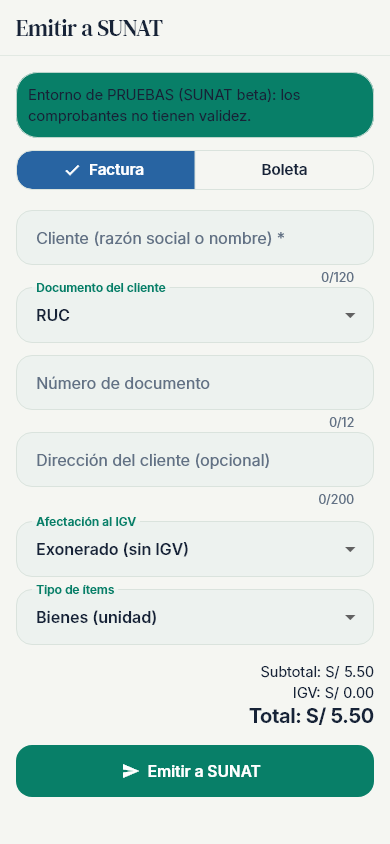 Emitir a SUNAT
Entorno de PRUEBAS (SUNAT beta): los
comprobantes no tienen validez.
Factura
Boleta
Cliente (razón social o nombre) *
0/120
Documento del cliente
RUC
Número de documento
0/12
Dirección del cliente (opcional)
0/200
Afectación al IGV
Exonerado (sin IGV)
Tipo de ítems
Bienes (unidad)
Subtotal: S/ 5.50
IGV: S/ 0.00
Total: S/ 5.50
Emitir a SUNAT